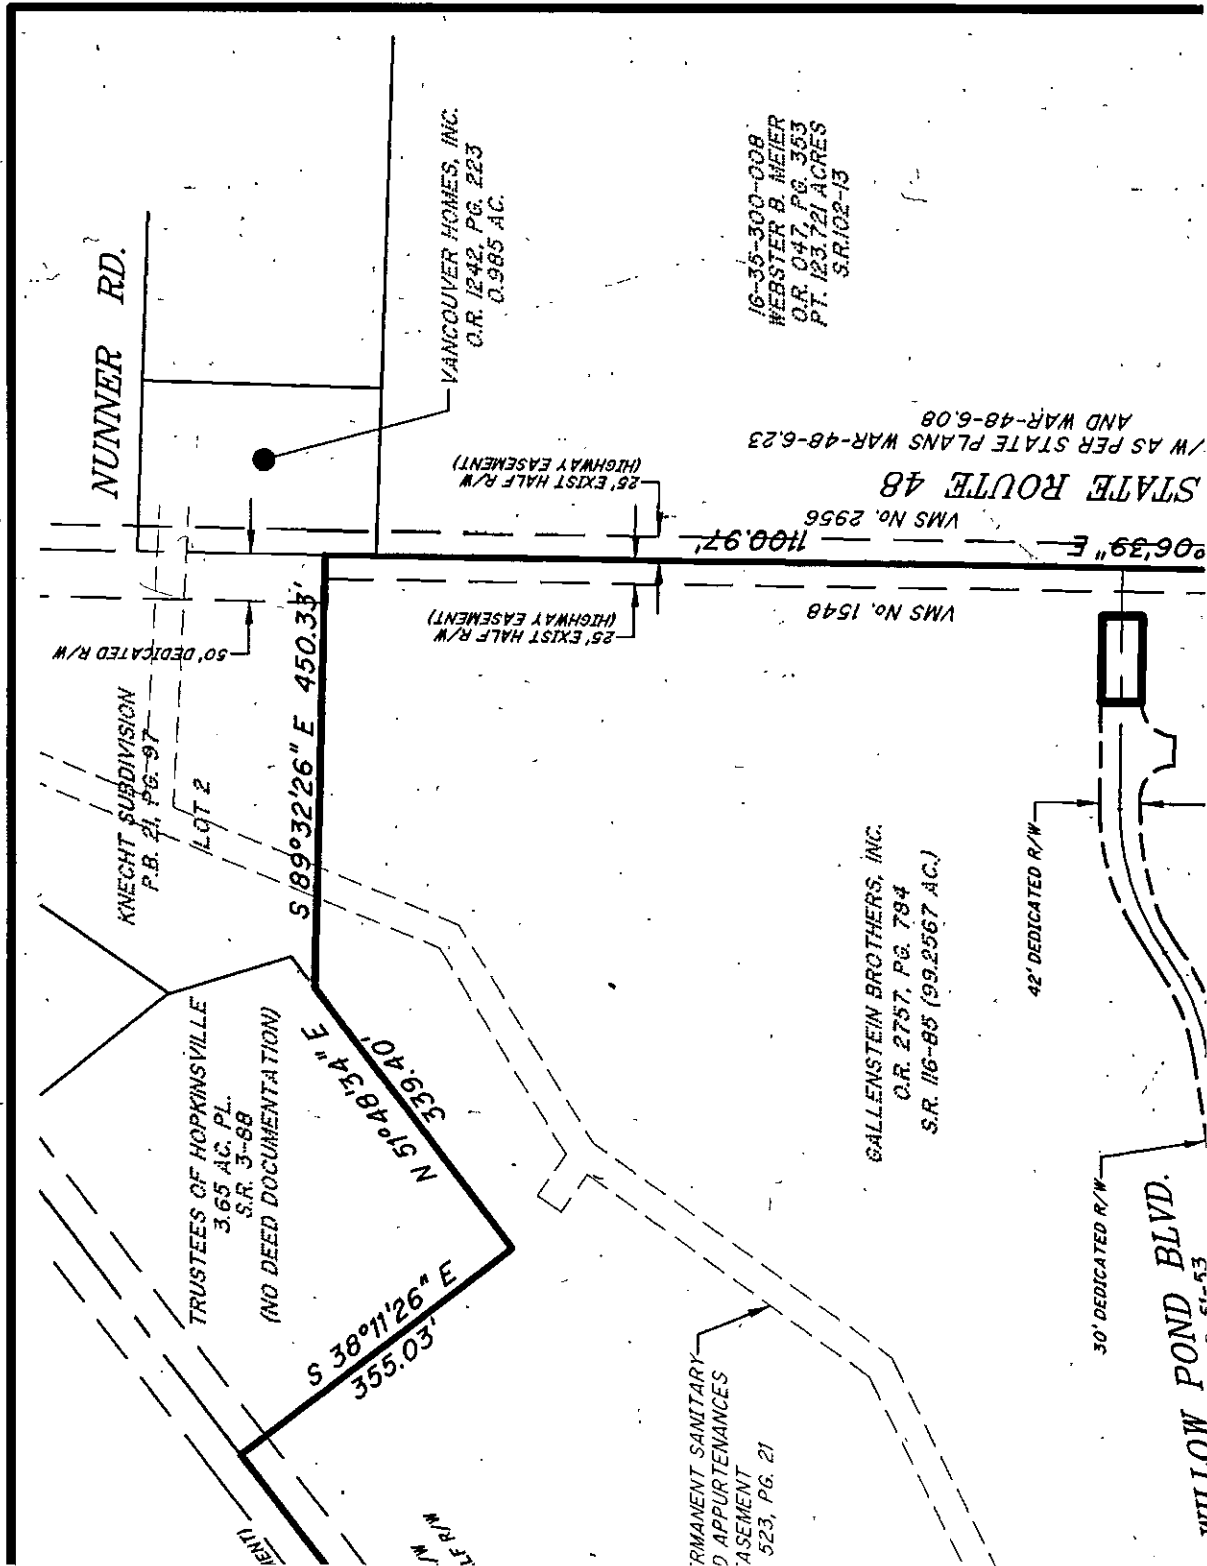 NUNNER RD.
VANCOUVER HOMES, INC.
O.R. 1242, PG. 223
0.985 AC.
16-35-300-008
WEBSTER B. MEIER
O.R. 047, PG. 353
PT. 123.721 ACRES
S.R.102-13
/W AS PER STATE PLANS WAR-48-6.23
AND WAR-48-6.08
STATE ROUTE 48
VMS No. 2956
25' EXIST HALF R/W
(HIGHWAY EASEMENT)
1100.97'
°06'39" E
25' EXIST HALF R/W
(HIGHWAY EASEMENT)
VMS No. 1548
50' DEDICATED R/W
KNECHT SUBDIVISION
P.B. 21, PG. 97
LOT 2
S 89°32'26" E 450.33'
TRUSTEES OF HOPKINSVILLE
3.65 AC. PL.
S.R. 3-88
(NO DEED DOCUMENTATION)
N 51°48'34" E
339.40'
S 38°11'26" E
355.03'
GALLENSTEIN BROTHERS, INC.
O.R. 2757, PG. 784
S.R. 116-85 (99.2567 AC.)
42' DEDICATED R/W
30' DEDICATED R/W
WILLOW POND BLVD.
51-53
RMANENT SANITARY
D APPURTENANCES
ASEMENT
523, PG. 21
MENT)
/W
LF R/W